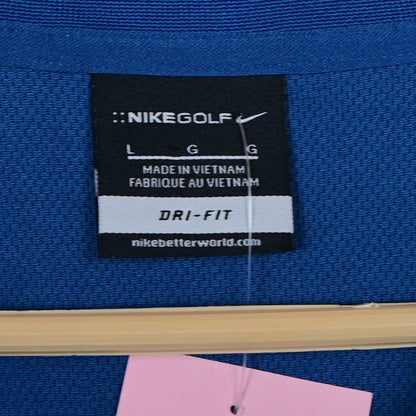 ::NIKEGOLF
L G G
MADE IN VIETNAM
FABRIQUE AU VIETNAM
DRI-FIT
nikebetterworld.com